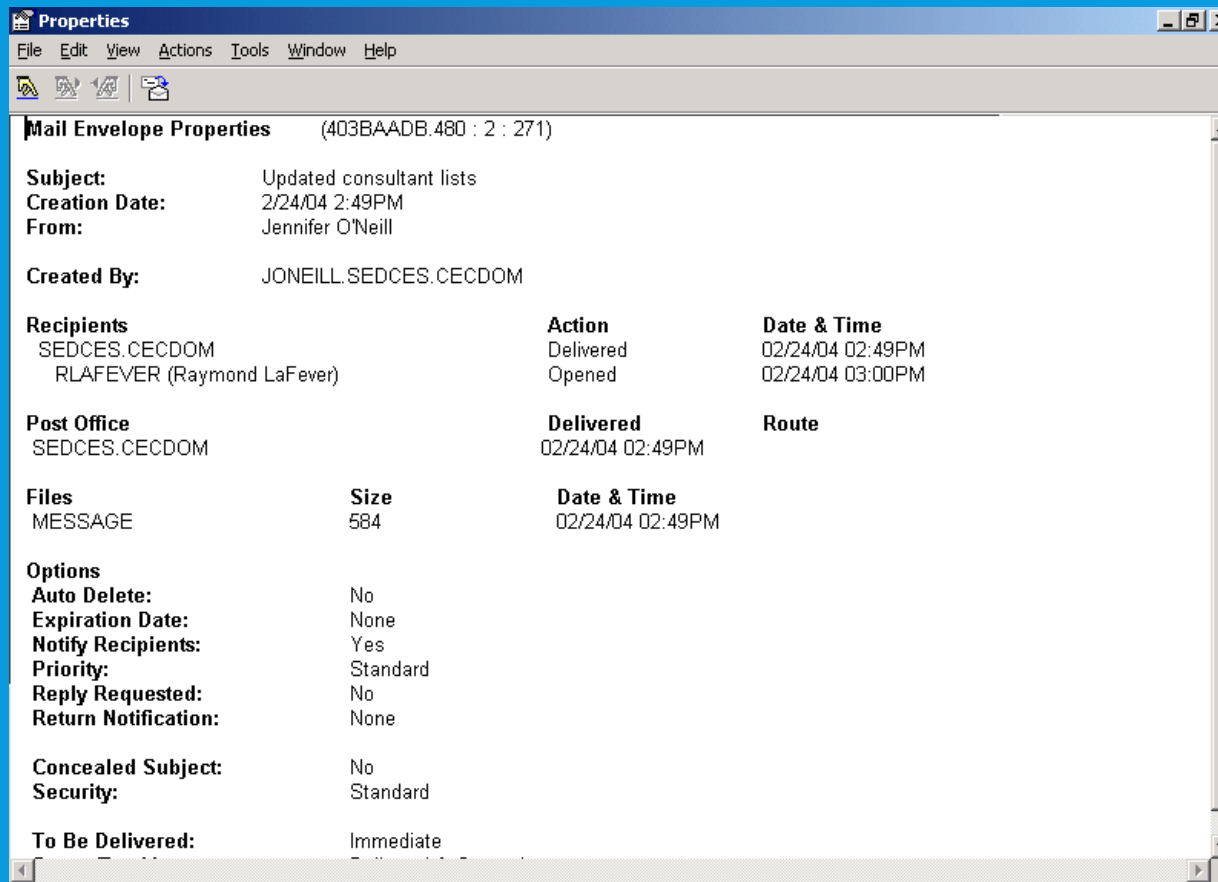 Properties
File Edit View Actions Tools Window Help
Mail Envelope Properties (403BAADB.480 : 2 : 271)
Subject: Updated consultant lists
Creation Date: 2/24/04 2:49PM
From: Jennifer O'Neill
Created By: JONEILL.SEDCES.CECDOM
Recipients Action Date & Time
SEDCES.CECDOM Delivered 02/24/04 02:49PM
RLAFEVER (Raymond LaFever) Opened 02/24/04 03:00PM
Post Office Delivered Route
SEDCES.CECDOM 02/24/04 02:49PM
Files Size Date & Time
MESSAGE 584 02/24/04 02:49PM
Options
Auto Delete: No
Expiration Date: None
Notify Recipients: Yes
Priority: Standard
Reply Requested: No
Return Notification: None
Concealed Subject: No
Security: Standard
To Be Delivered: Immediate